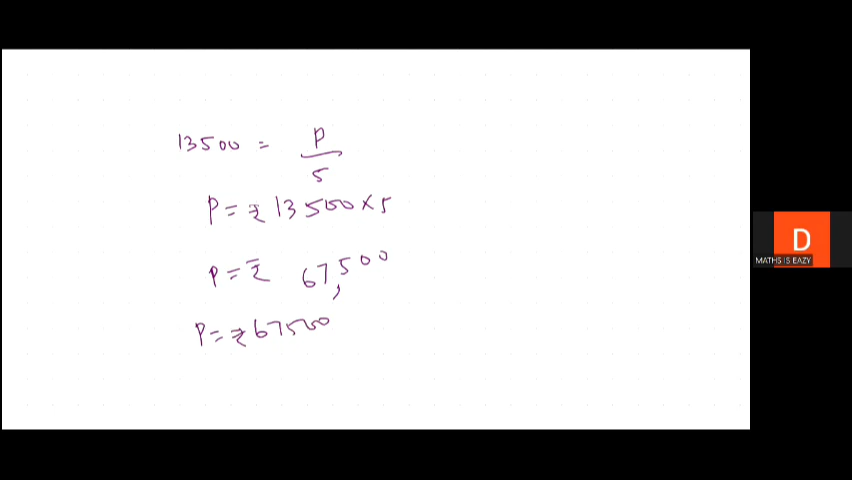 13500 = P/5
P = ₹ 13500 × 5
P = ₹ 67,500
P = ₹ 67500
D
MATHS IS EAZY